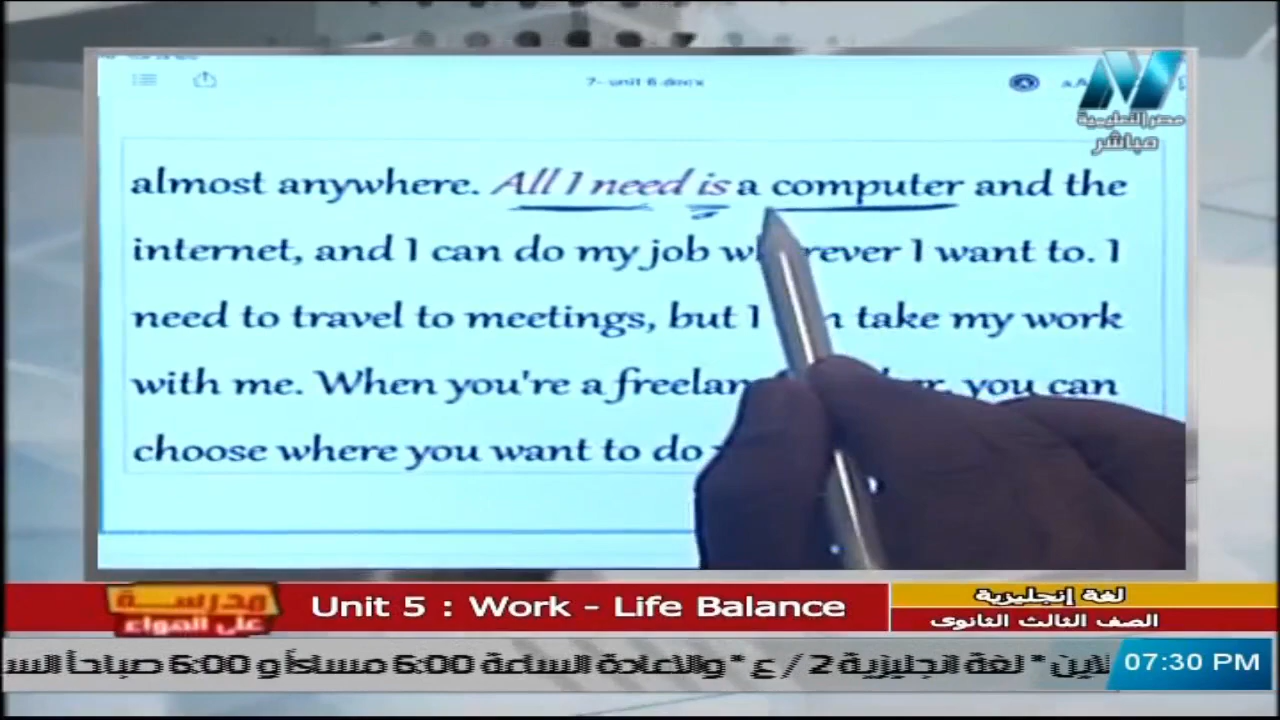 7- unit 6.docx
مصر التعليمية
مباشر
almost anywhere. All I need is a computer and the
internet, and I can do my job wherever I want to. I
need to travel to meetings, but I can take my work
with me. When you're a you can
choose where you want to do
مدرسة
على الهواء
Unit 5 : Work - Life Balance
لغة إنجليزية
الصف الثالث الثانوى
لغة انجليزية 2 / ع * والاعادة الساعة 6:00 مساءاً و 6:00 صباحاً
07:30 PM